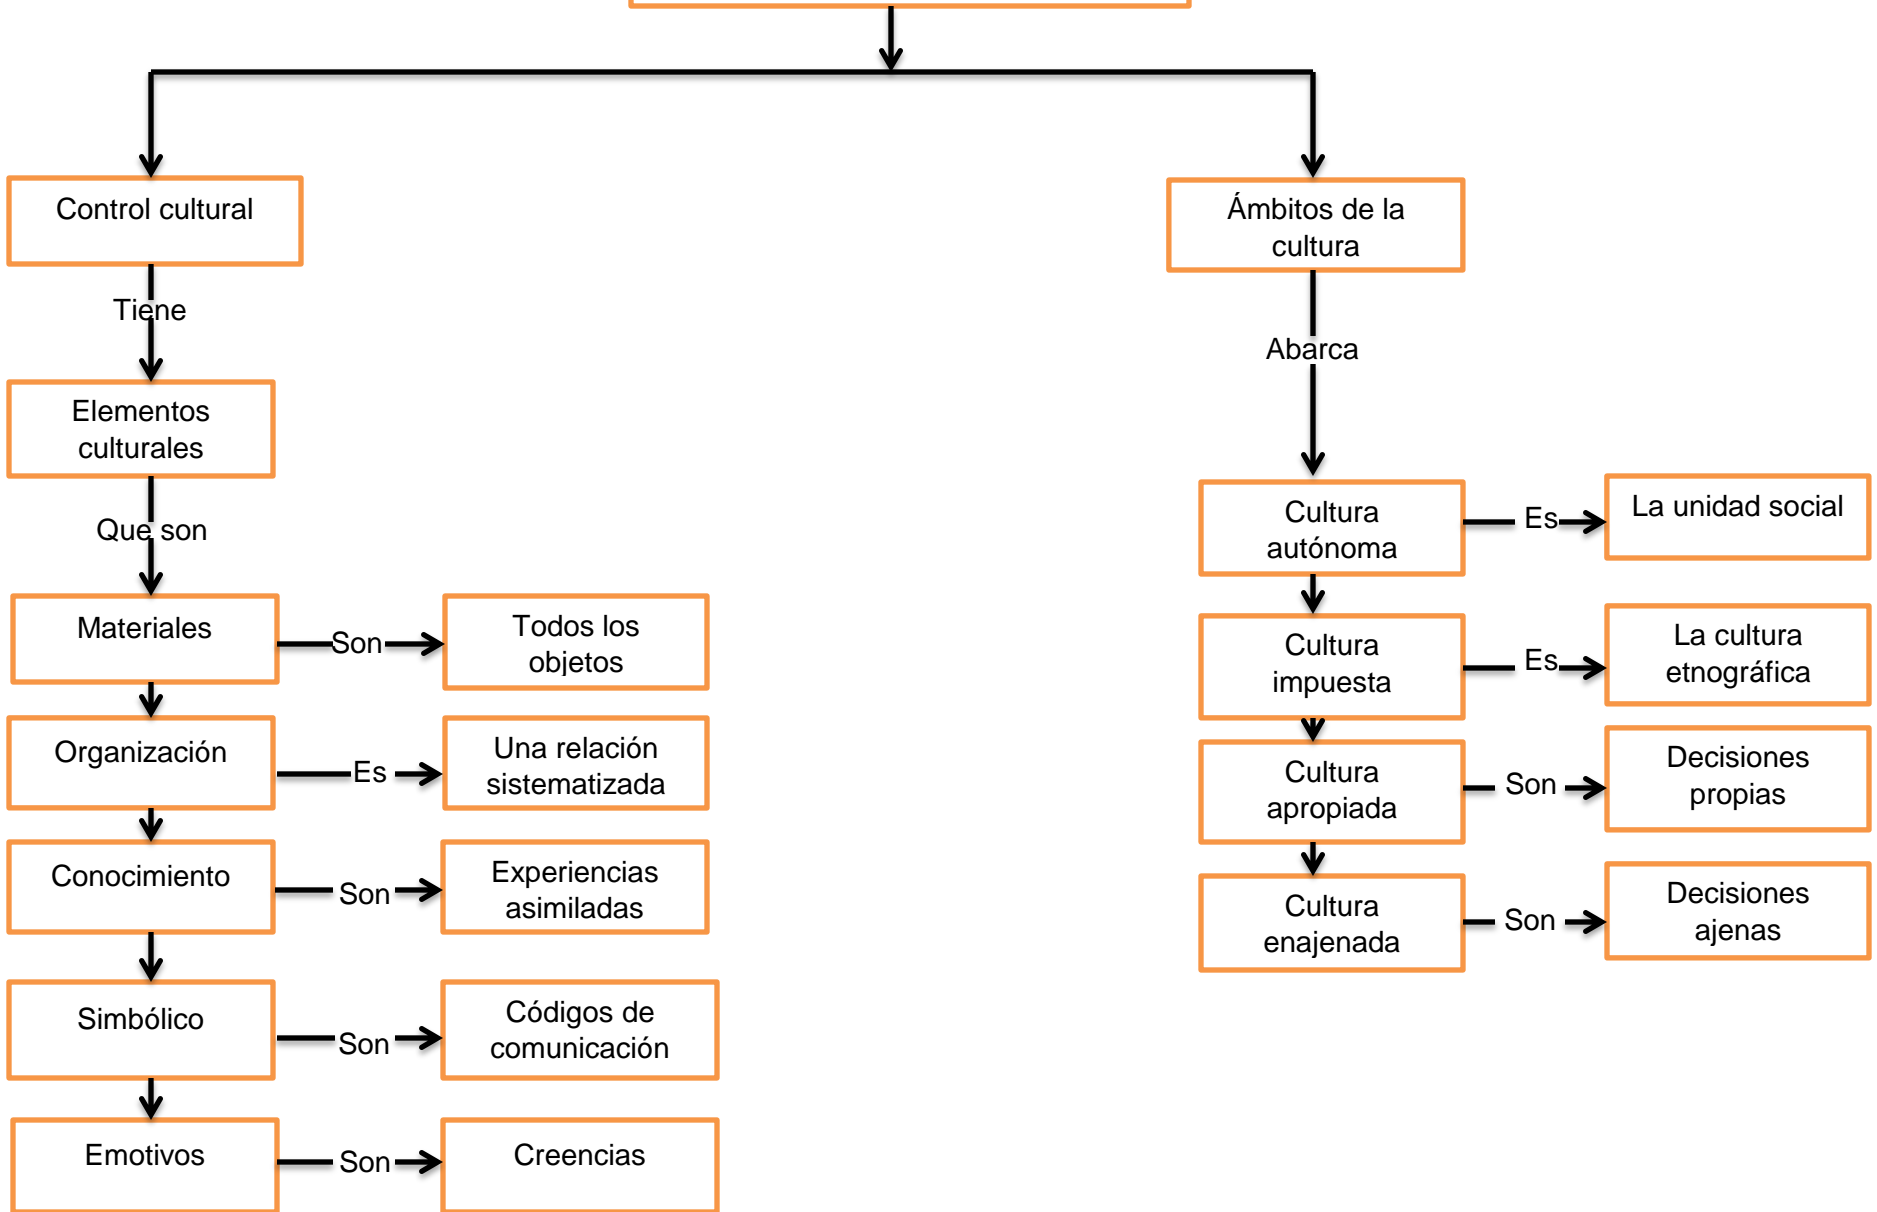 Control cultural
Tiene
Elementos
culturales
Que son
Materiales
Son
Todos los
objetos
Organización
Es
Una relación
sistematizada
Conocimiento
Son
Experiencias
asimiladas
Simbólico
Son
Códigos de
comunicación
Emotivos
Son
Creencias
Ámbitos de la
cultura
Abarca
Cultura
autónoma
Es
La unidad social
Cultura
impuesta
Es
La cultura
etnográfica
Cultura
apropiada
Son
Decisiones
propias
Cultura
enajenada
Son
Decisiones
ajenas